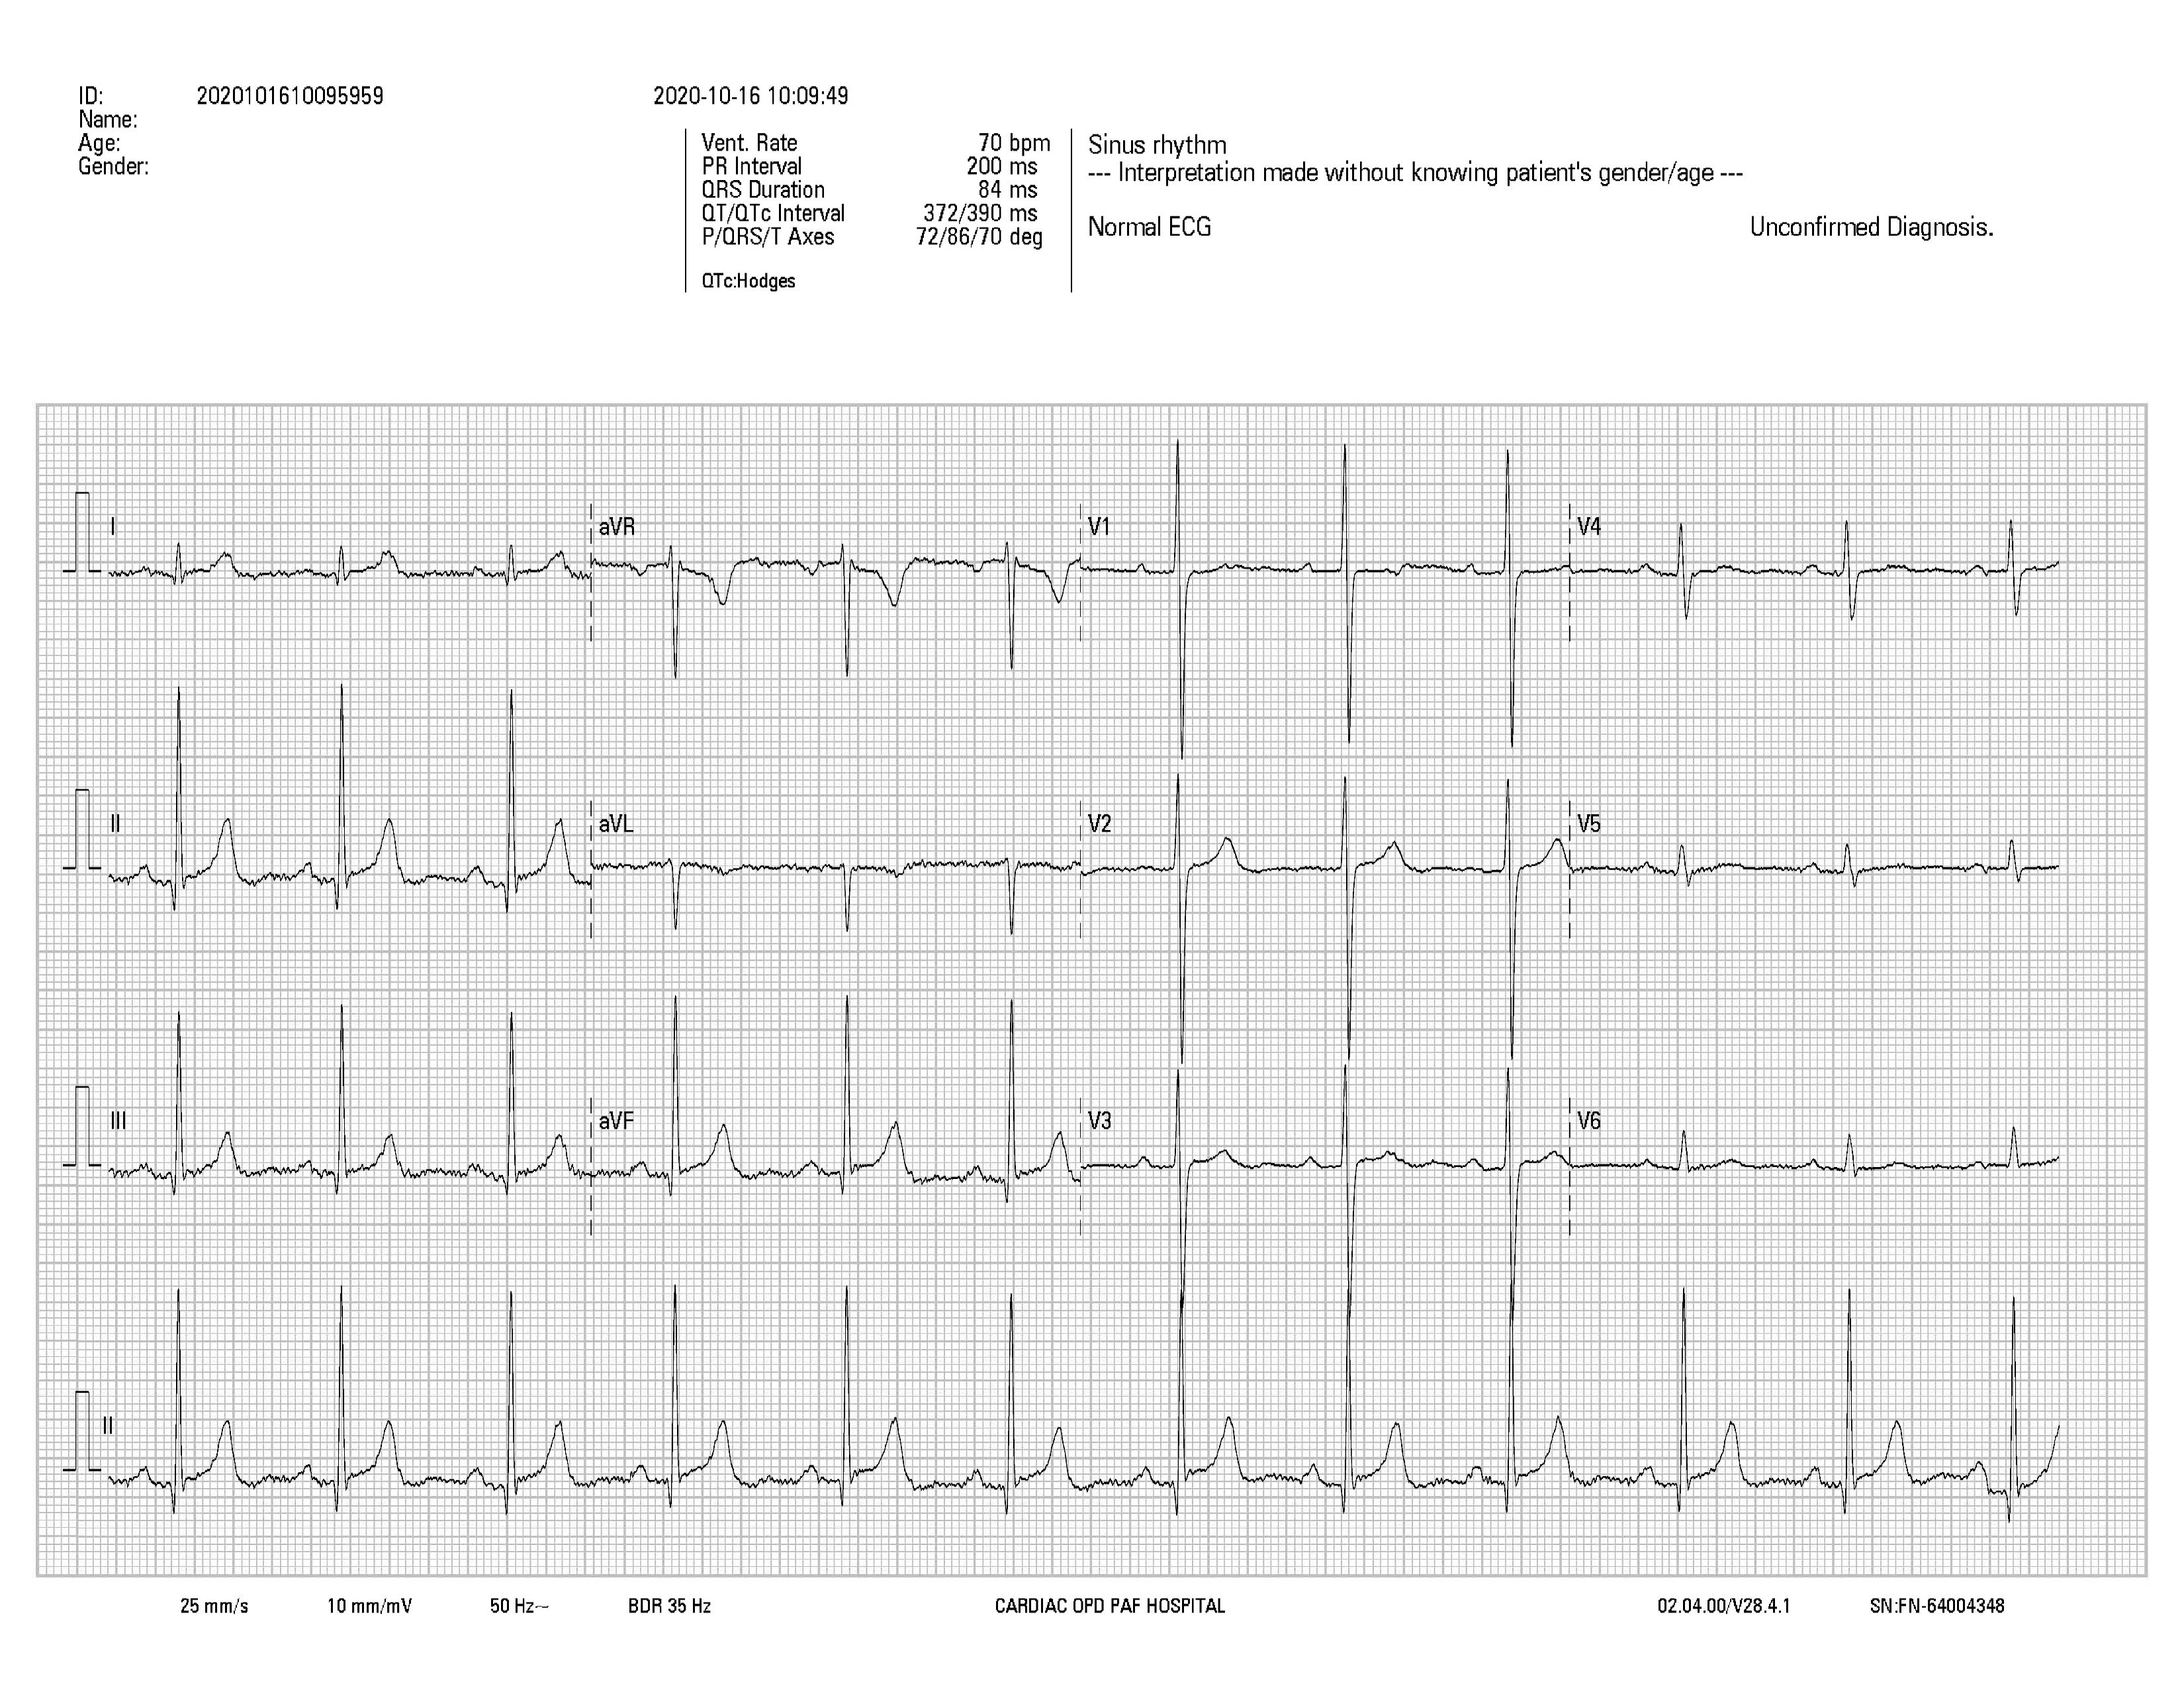 ID: 2020101610095959 2020-10-16 10:09:49
Name:
Age:
Gender:
Vent. Rate 70 bpm
PR Interval 200 ms
QRS Duration 84 ms
QT/QTc Interval 372/390 ms
P/QRS/T Axes 72/86/70 deg
QTc:Hodges
Sinus rhythm
--- Interpretation made without knowing patient's gender/age ---
Normal ECG Unconfirmed Diagnosis.
I aVR V1 V4
II aVL V2 V5
III aVF V3 V6
II
25 mm/s 10 mm/mV 50 Hz~ BDR 35 Hz CARDIAC OPD PAF HOSPITAL 02.04.00/V28.4.1 SN:FN-64004348